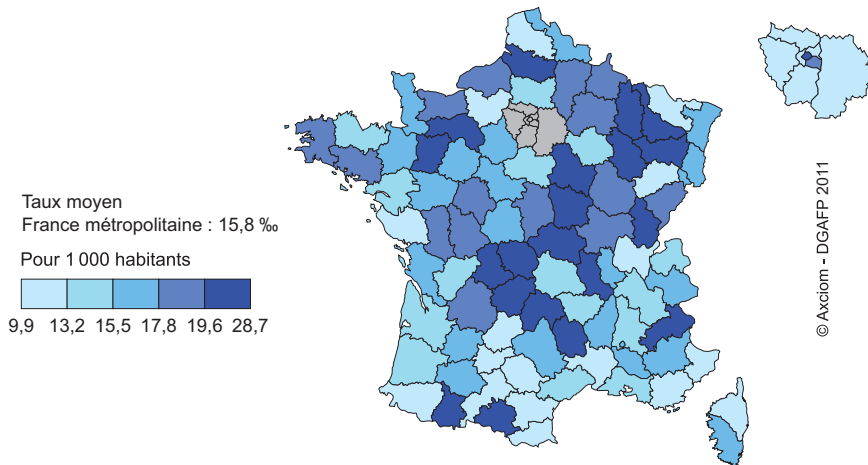 Taux moyen
France métropolitaine : 15,8 ‰
Pour 1 000 habitants
9,9 13,2 15,5 17,8 19,6 28,7
© Axciom - DGAFP 2011